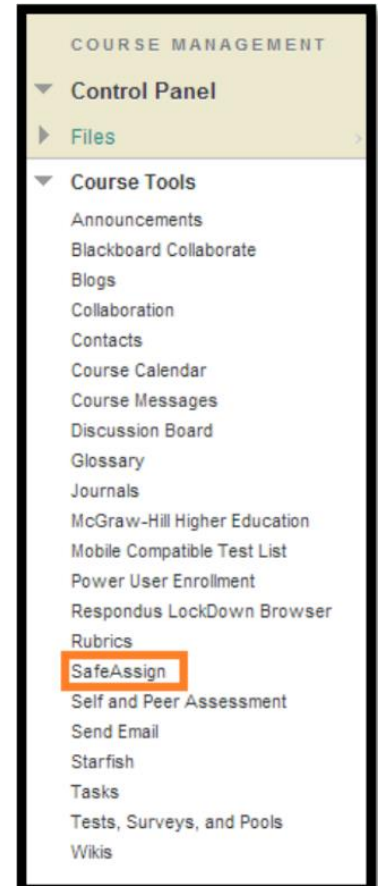 COURSE MANAGEMENT
Control Panel
Files
Course Tools
Announcements
Blackboard Collaborate
Blogs
Collaboration
Contacts
Course Calendar
Course Messages
Discussion Board
Glossary
Journals
McGraw-Hill Higher Education
Mobile Compatible Test List
Power User Enrollment
Respondus LockDown Browser
Rubrics
SafeAssign
Self and Peer Assessment
Send Email
Starfish
Tasks
Tests, Surveys, and Pools
Wikis